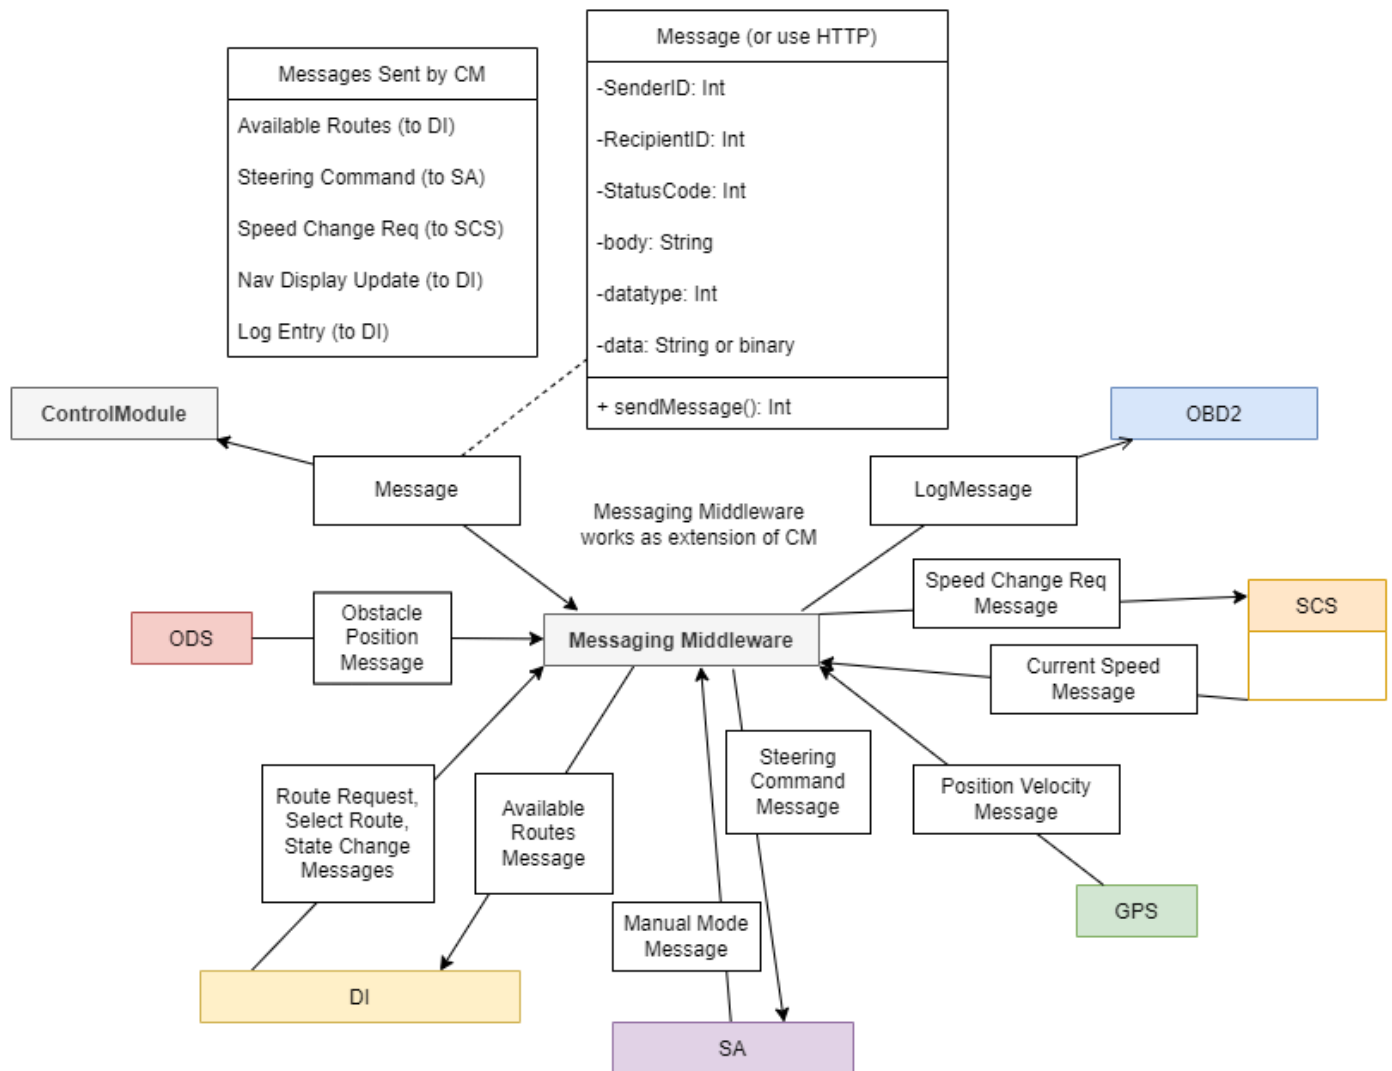 Messages Sent by CM
Available Routes (to DI)
Steering Command (to SA)
Speed Change Req (to SCS)
Nav Display Update (to DI)
Log Entry (to DI)
Message (or use HTTP)
-SenderID: Int
-RecipientID: Int
-StatusCode: Int
-body: String
-datatype: Int
-data: String or binary
+ sendMessage(): Int
ControlModule
OBD2
Message
LogMessage
Messaging Middleware
works as extension of CM
Speed Change Req
Message
SCS
ODS
Obstacle
Position
Message
Messaging Middleware
Current Speed
Message
Route Request,
Select Route,
State Change
Messages
Available
Routes
Message
Steering
Command
Message
Position Velocity
Message
Manual Mode
Message
GPS
DI
SA